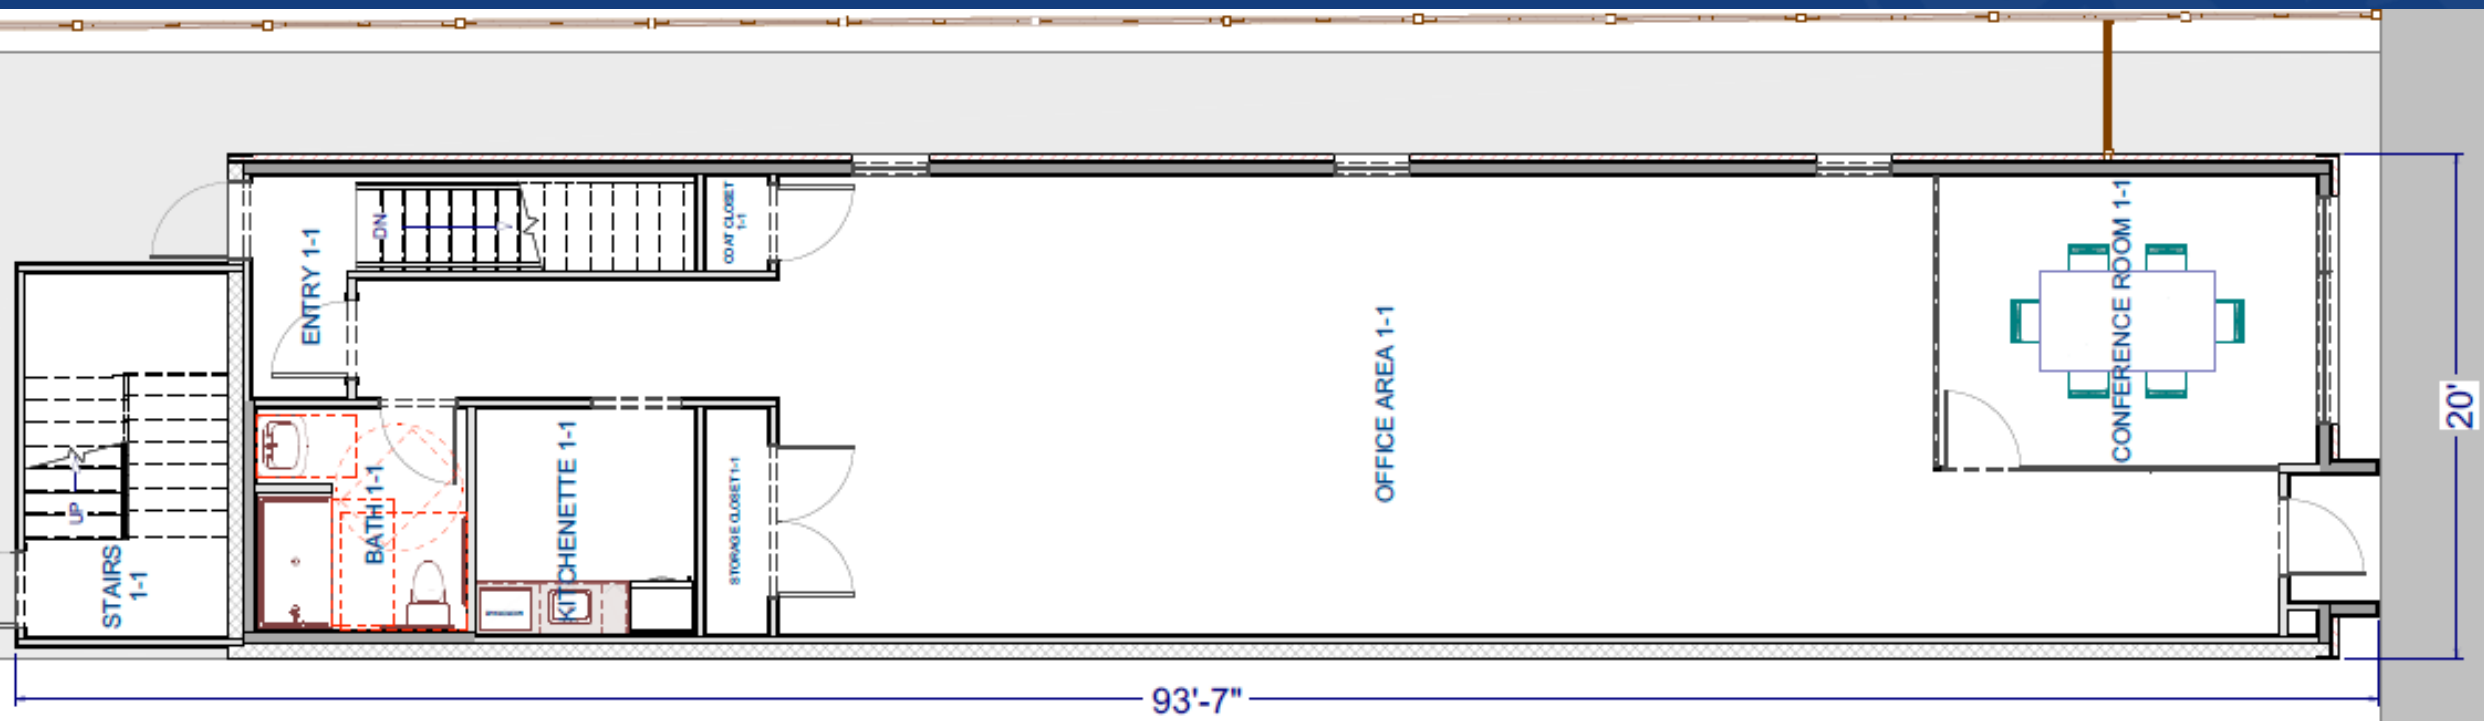 DN
COAT CLOSET
1-1
ENTRY 1-1
CONFERENCE ROOM 1-1
OFFICE AREA 1-1
20'
UP
STAIRS
1-1
BATH 1-1
KITCHENETTE 1-1
STORAGE CLOSET 1-1
93'-7"